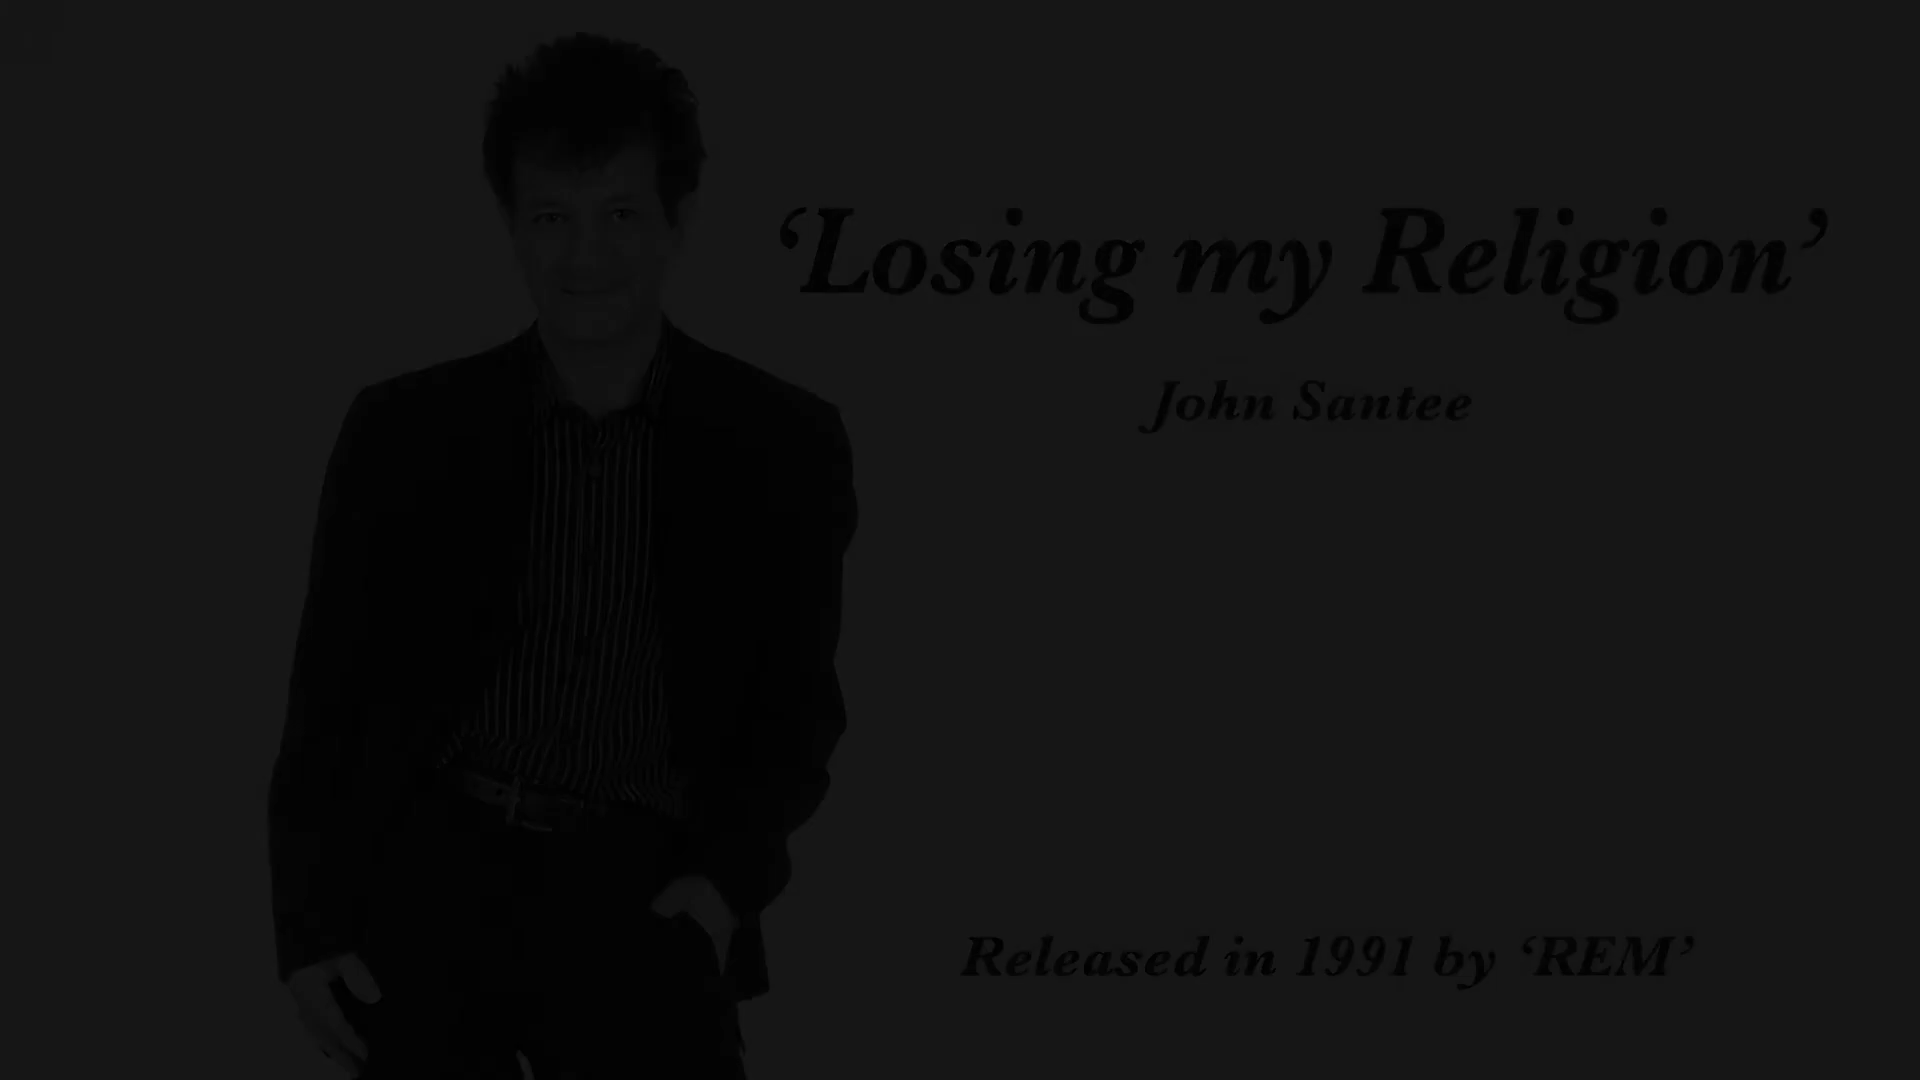 ‘Losing my Religion’
John Santee
Released in 1991 by ‘REM’